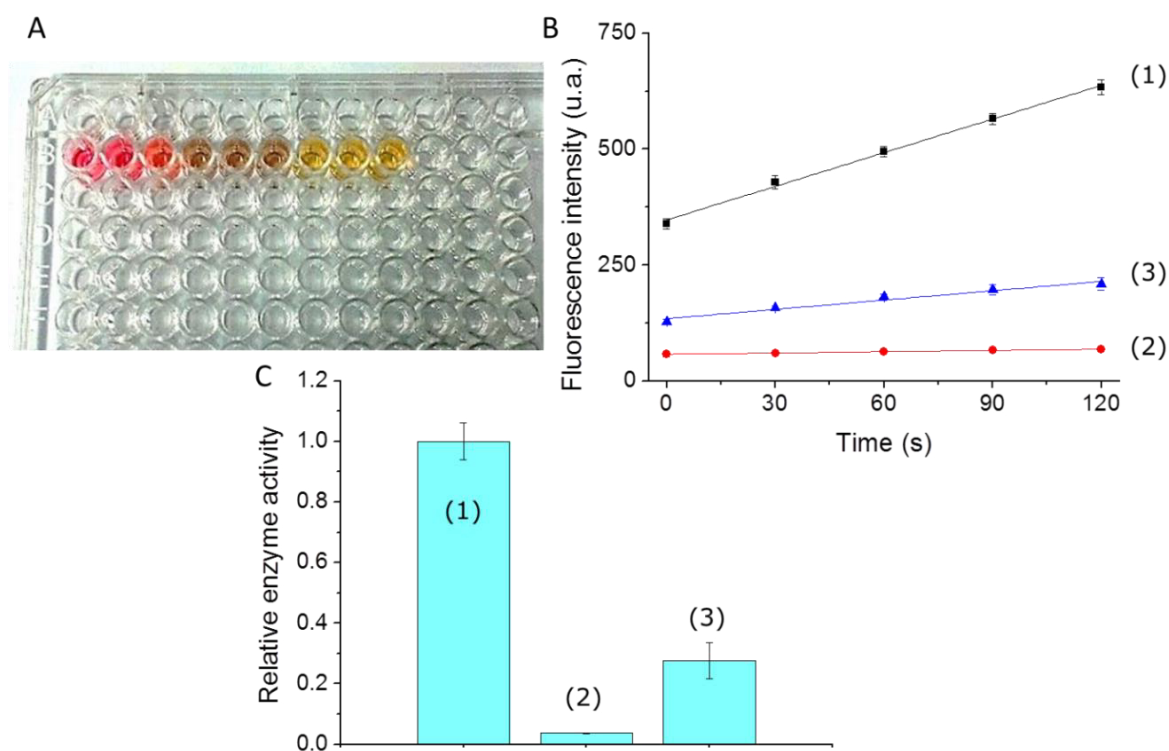 A
A
B
C
D
E
B
Fluorescence intensity (u.a.)
750
500
250
0
0 30 60 90 120
Time (s)
(1)
(3)
(2)
C
Relative enzyme activity
1.2
1.0
0.8
0.6
0.4
0.2
0.0
(1)
(2)
(3)